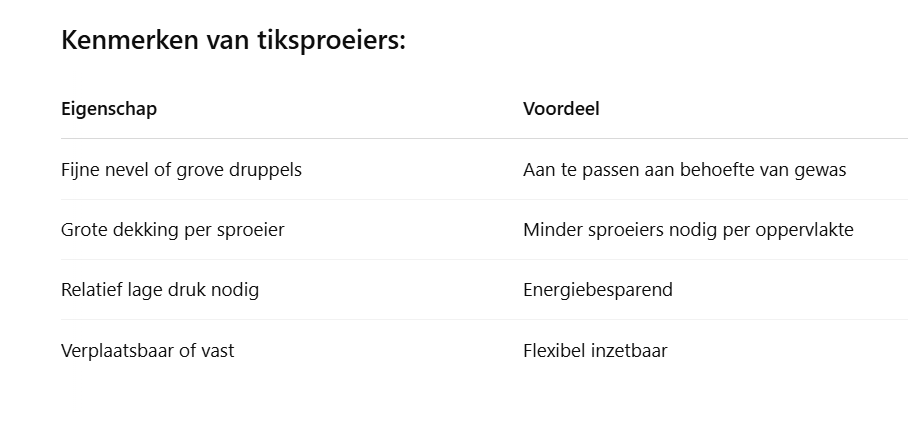 Kenmerken van tiksproeiers:
Eigenschap Voordeel
Fijne nevel of grove druppels Aan te passen aan behoefte van gewas
Grote dekking per sproeier Minder sproeiers nodig per oppervlakte
Relatief lage druk nodig Energiebesparend
Verplaatsbaar of vast Flexibel inzetbaar